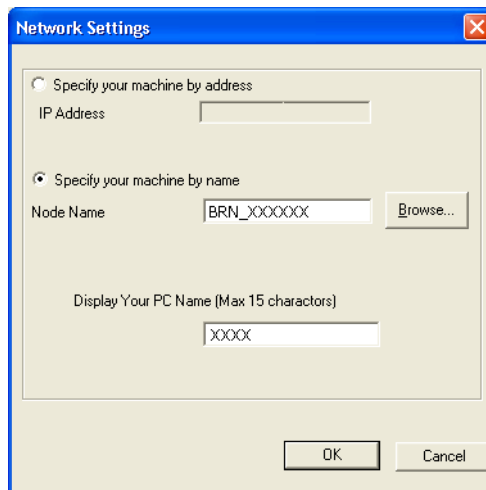 Network Settings
Specify your machine by address
IP Address
Specify your machine by name
Node Name
BRN_XXXXXX
Browse...
Display Your PC Name (Max 15 charactors)
XXXX
OK
Cancel